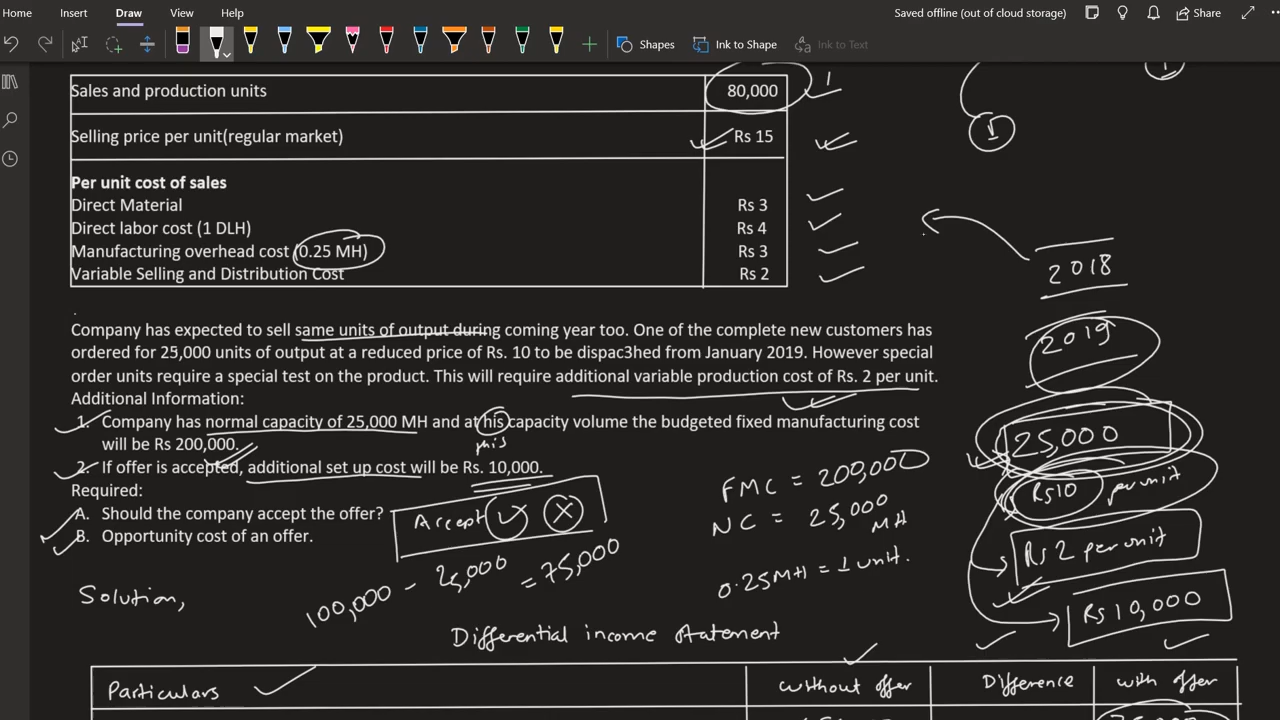 Home Insert Draw View Help Saved offline (out of cloud storage) Share
Shapes Ink to Shape Ink to Text
Sales and production units 80,000 1
Selling price per unit(regular market) Rs 15
Per unit cost of sales
Direct Material Rs 3
Direct labor cost (1 DLH) Rs 4
Manufacturing overhead cost (0.25 MH) Rs 3
Variable Selling and Distribution Cost Rs 2
2018
2019
Company has expected to sell same units of output during coming year too. One of the complete new customers has
ordered for 25,000 units of output at a reduced price of Rs. 10 to be dispac3hed from January 2019. However special
order units require a special test on the product. This will require additional variable production cost of Rs. 2 per unit.
Additional Information:
1. Company has normal capacity of 25,000 MH and at his capacity volume the budgeted fixed manufacturing cost
this
will be Rs 200,000.
2. If offer is accepted, additional set up cost will be Rs. 10,000.
Required:
A. Should the company accept the offer?
B. Opportunity cost of an offer.
Accept
25,000
Rs10 per unit
Rs 2 per unit
Rs 10,000
FMC = 200,000
NC = 25,000
MH
0.25MH = 1 unit.
100,000 - 25,000 = 75,000
Solution,
Differential income statement
Particulars without offer Difference with offer